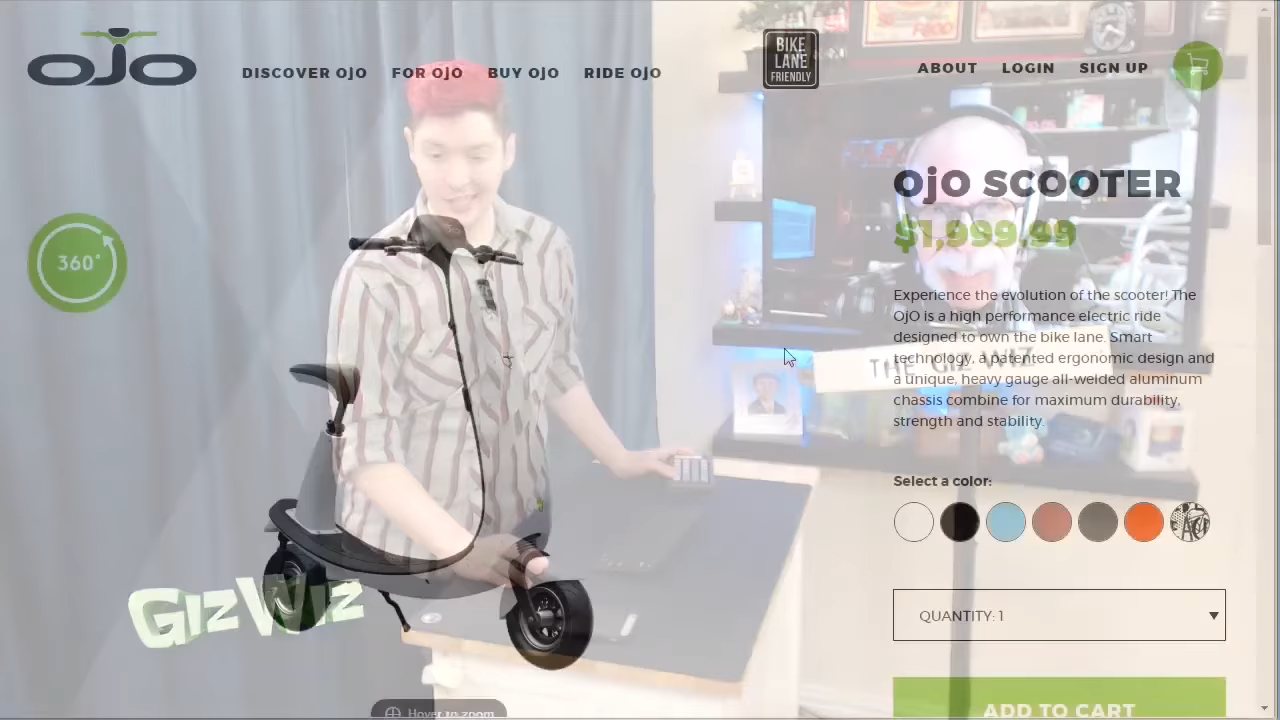 OjO
DISCOVER OjO
FOR OjO
BUY OjO
RIDE OjO
BIKE
LANE
FRIENDLY
ABOUT
LOGIN
SIGN UP
360°
OjO SCOOTER
$1,999.99
Experience the evolution of the scooter! The
OjO is a high performance electric ride
designed to own the bike lane. Smart
technology, a patented ergonomic design and
a unique, heavy gauge all-welded aluminum
chassis combine for maximum durability,
strength and stability.
THE GIZ WIZ
Select a color:
GIZWIZ
QUANTITY: 1
Hover to zoom
ADD TO CART